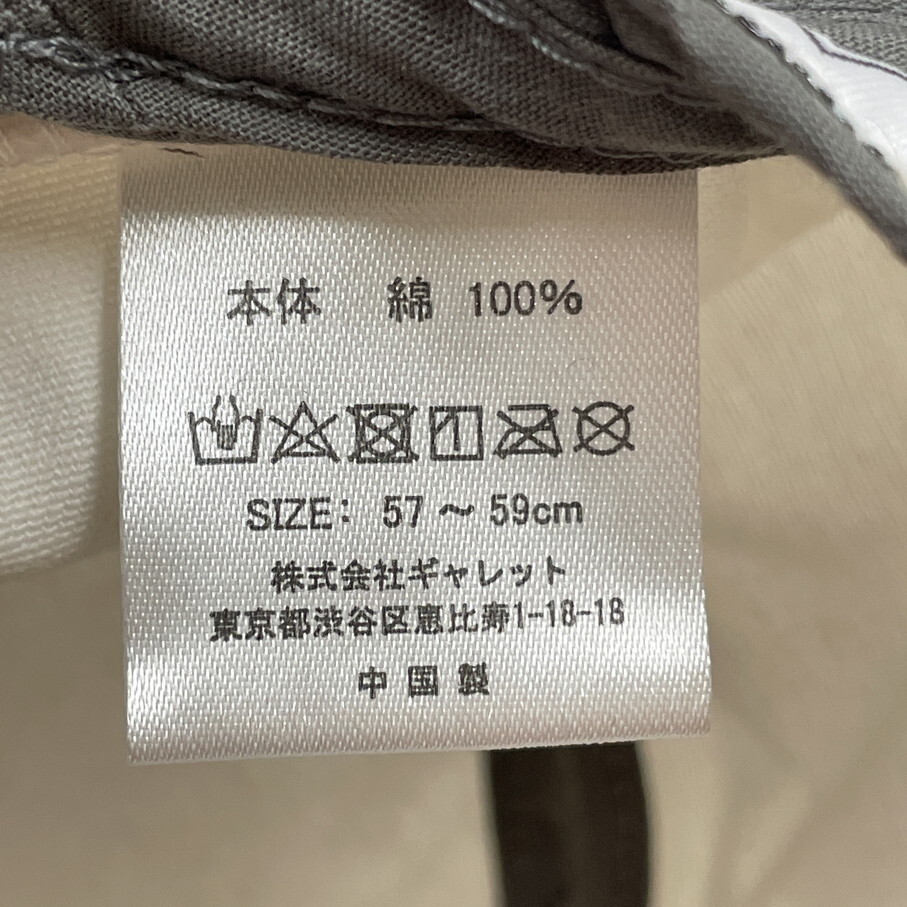 本体 綿 100%
SIZE: 57 ~ 59cm
株式会社ギャレット
東京都渋谷区恵比寿1-18-18
中国製